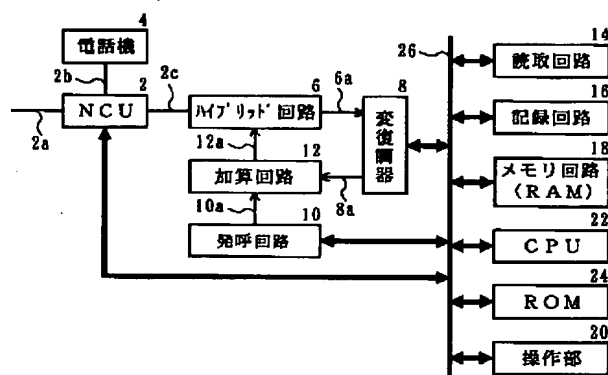 4
電話機
2b
2
NCU
2a
2c
6
ハイブリッド回路
6a
8
変復調器
12a
12
加算回路
8a
10a
10
発呼回路
26
14
読取回路
16
記録回路
18
メモリ回路
(RAM)
22
CPU
24
ROM
20
操作部